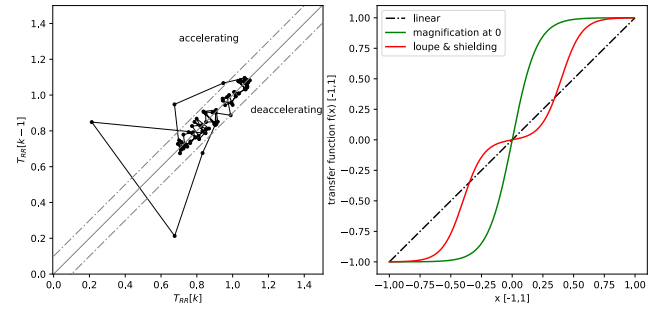 accelerating
deaccelerating
1.4
1.2
1.0
0.8
0.6
0.4
0.2
0.0
T_RR[k−1]
0.0 0.2 0.4 0.6 0.8 1.0 1.2 1.4
T_RR[k]
linear
magnification at 0
loupe & shielding
1.00
0.75
0.50
0.25
0.00
−0.25
−0.50
−0.75
−1.00
transfer function f(x) [-1,1]
−1.00 −0.75 −0.50 −0.25 0.00 0.25 0.50 0.75 1.00
x [-1,1]